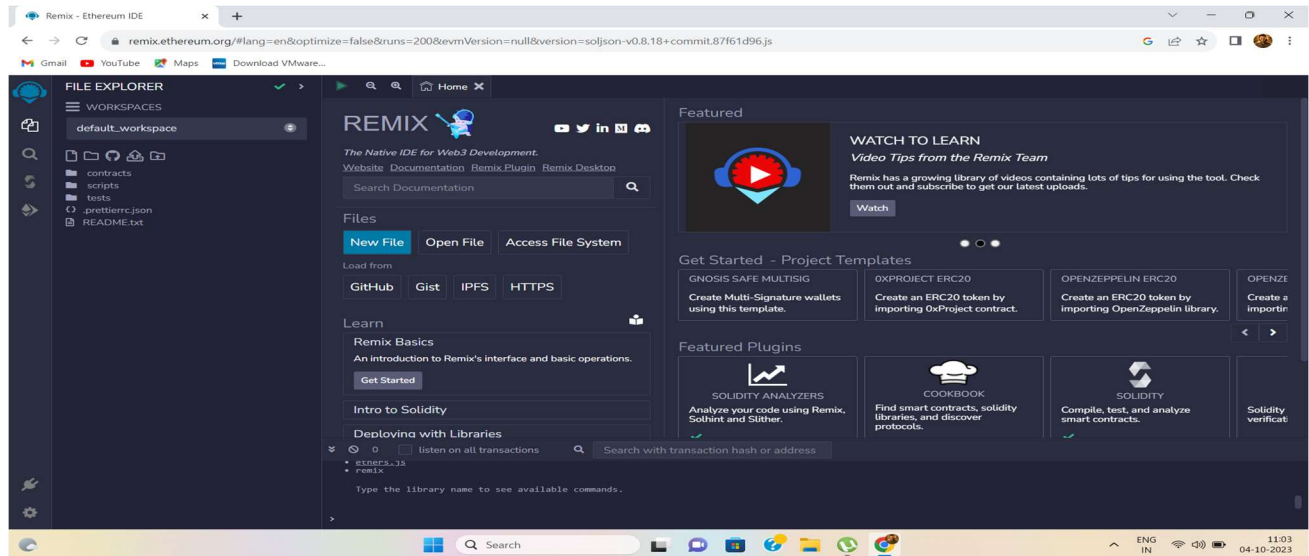 Remix - Ethereum IDE
remix.ethereum.org/#lang=en&optimize=false&runs=200&evmVersion=null&version=soljson-v0.8.18+commit.87f61d96.js
Gmail YouTube Maps Download VMware...
FILE EXPLORER
WORKSPACES
default_workspace
contracts
scripts
tests
.prettierrc.json
README.txt
Home
REMIX
The Native IDE for Web3 Development.
Website Documentation Remix Plugin Remix Desktop
Search Documentation
Files
New File Open File Access File System
Load from
GitHub Gist IPFS HTTPS
Learn
Remix Basics
An introduction to Remix's interface and basic operations.
Get Started
Intro to Solidity
Deploying with Libraries
Featured
WATCH TO LEARN
Video Tips from the Remix Team
Remix has a growing library of videos containing lots of tips for using the tool. Check
them out and subscribe to get our latest uploads.
Watch
Get Started - Project Templates
GNOSIS SAFE MULTISIG
Create Multi-Signature wallets
using this template.
0XPROJECT ERC20
Create an ERC20 token by
importing 0xProject contract.
OPENZEPPELIN ERC20
Create an ERC20 token by
importing OpenZeppelin library.
OPENZE
Create a
importin
Featured Plugins
SOLIDITY ANALYZERS
Analyze your code using Remix,
Solhint and Slither.
COOKBOOK
Find smart contracts, solidity
libraries, and discover
protocols.
SOLIDITY
Compile, test, and analyze
smart contracts.
Solidity
verificati
0 listen on all transactions Search with transaction hash or address
ethers.js
remix
Type the library name to see available commands.
>
Search
ENG
IN
11:03
04-10-2023